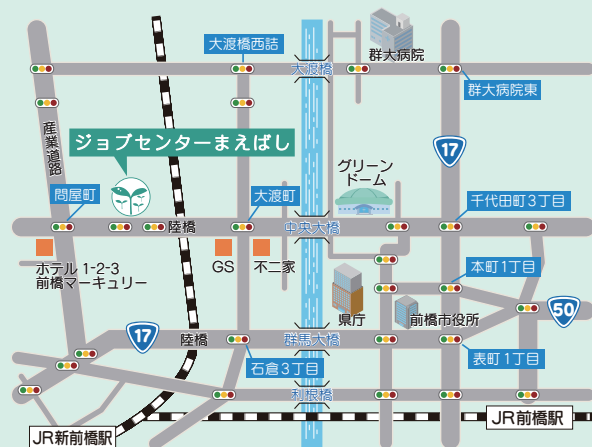 大渡橋西詰
群大病院
大渡橋
群大病院東
産業道路
17
ジョブセンターまえばし
グリーン
ドーム
問屋町
大渡町
千代田町3丁目
陸橋
中央大橋
ホテル 1-2-3
前橋マーキュリー
GS
不二家
本町1丁目
県庁
前橋市役所
50
17
陸橋
群馬大橋
石倉3丁目
表町1丁目
利根橋
JR前橋駅
JR新前橋駅